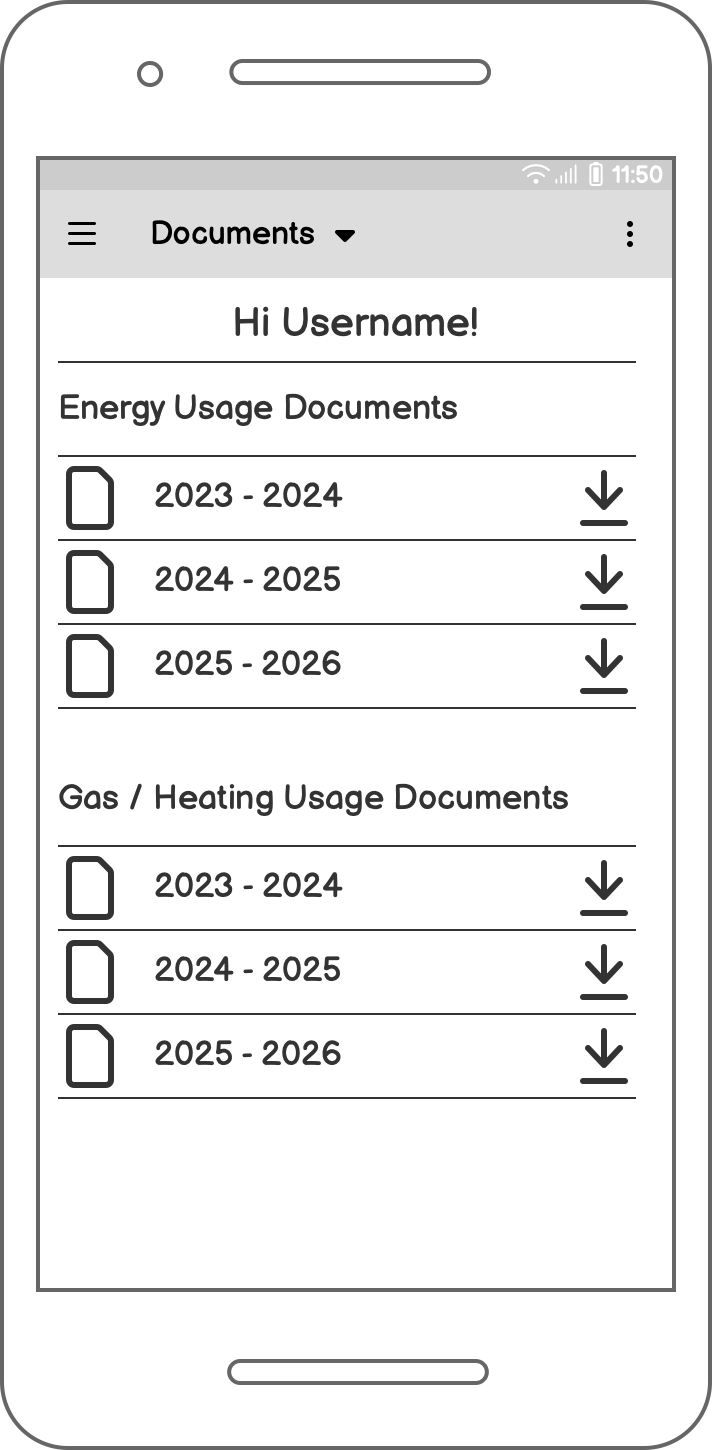 11:50
Documents
Hi Username!
Energy Usage Documents
2023 - 2024
2024 - 2025
2025 - 2026
Gas / Heating Usage Documents
2023 - 2024
2024 - 2025
2025 - 2026